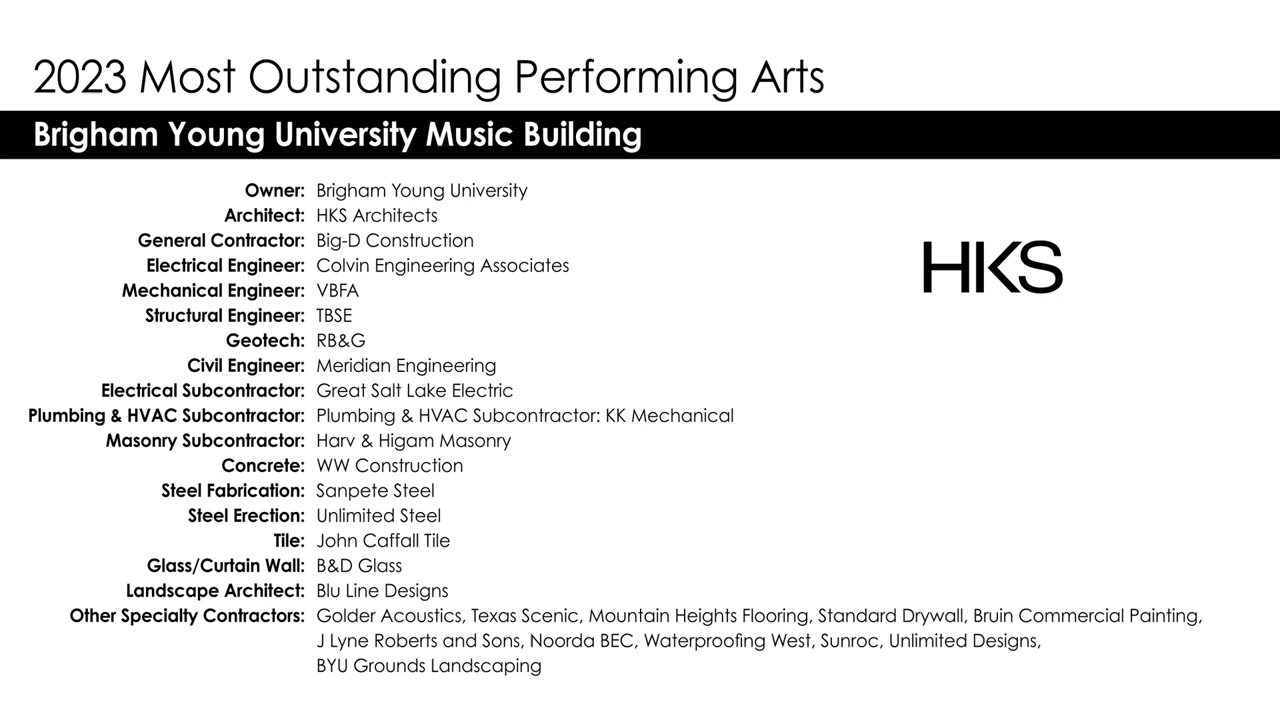 2023 Most Outstanding Performing Arts
Brigham Young University Music Building
Owner: Brigham Young University
Architect: HKS Architects
General Contractor: Big-D Construction
Electrical Engineer: Colvin Engineering Associates
Mechanical Engineer: VBFA
Structural Engineer: TBSE
Geotech: RB&G
Civil Engineer: Meridian Engineering
Electrical Subcontractor: Great Salt Lake Electric
Plumbing & HVAC Subcontractor: Plumbing & HVAC Subcontractor: KK Mechanical
Masonry Subcontractor: Harv & Higam Masonry
Concrete: WW Construction
Steel Fabrication: Sanpete Steel
Steel Erection: Unlimited Steel
Tile: John Caffall Tile
Glass/Curtain Wall: B&D Glass
Landscape Architect: Blu Line Designs
Other Specialty Contractors: Golder Acoustics, Texas Scenic, Mountain Heights Flooring, Standard Drywall, Bruin Commercial Painting,
J Lyne Roberts and Sons, Noorda BEC, Waterproofing West, Sunroc, Unlimited Designs,
BYU Grounds Landscaping
HKS